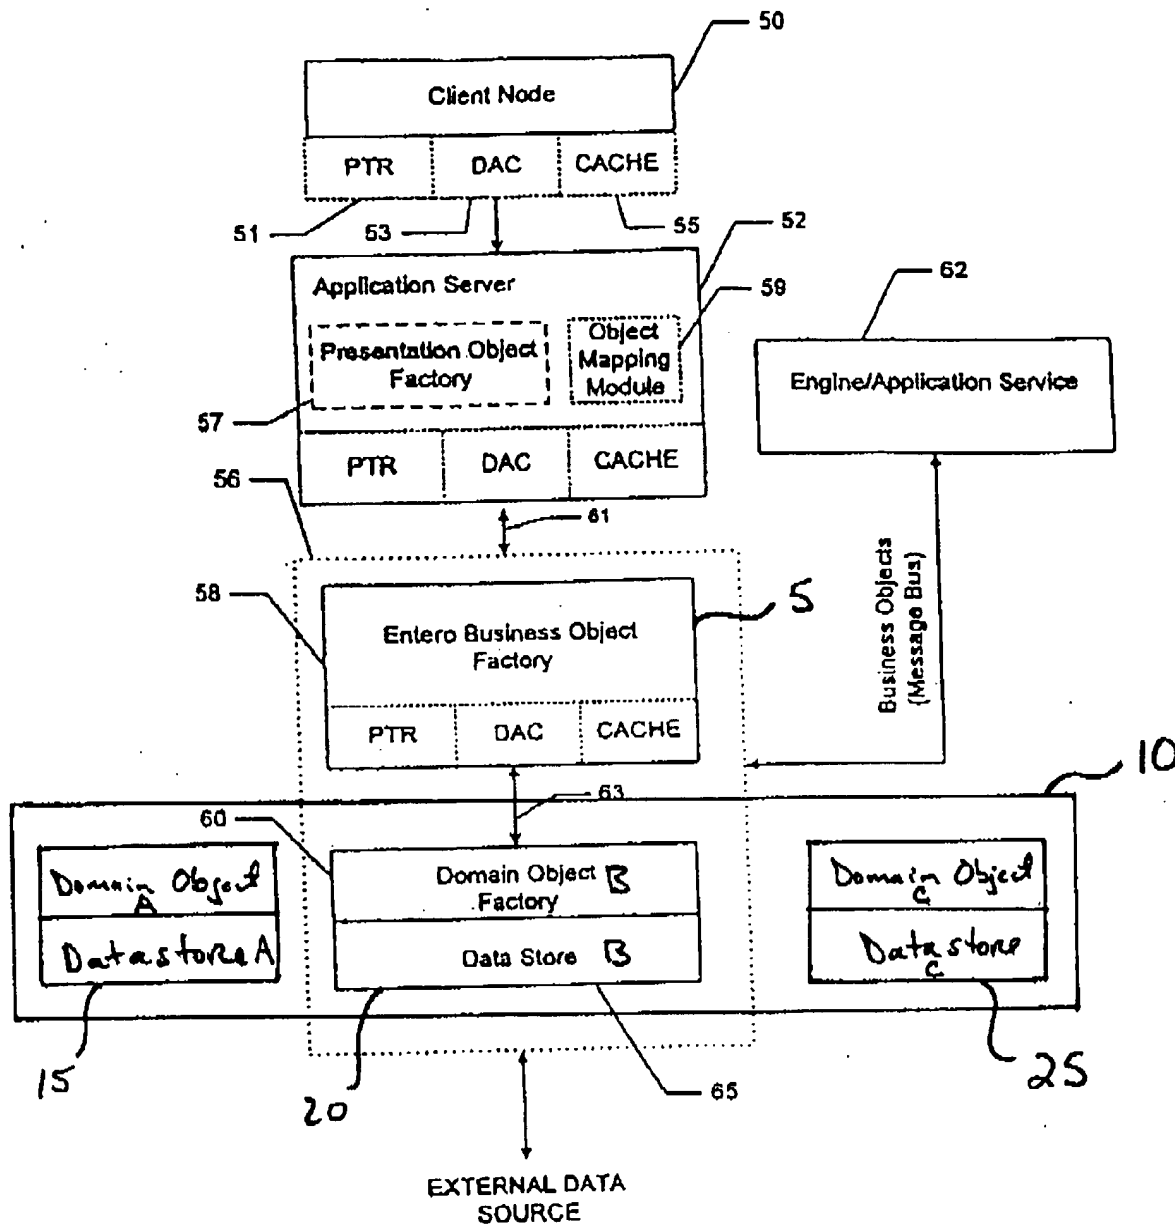 50
Client Node
PTR
DAC
CACHE
51
53
55
52
Application Server
59
62
Presentation Object
Factory
Object
Mapping
Module
Engine/Application Service
57
PTR
DAC
CACHE
56
61
58
5
Entero Business Object
Factory
Business Objects
(Message Bus)
PTR
DAC
CACHE
10
63
60
Domain Object
A
Datastore A
Domain Object B
Factory
Data Store B
Domain Object
C
Datastore
C
15
20
65
25
EXTERNAL DATA
SOURCE